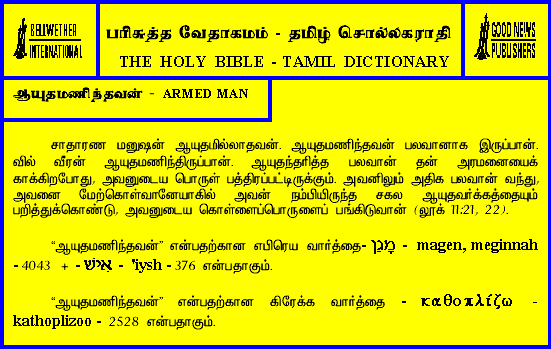 BELLWETHER
INTERNATIONAL
பரிசுத்த வேதாகமம் - தமிழ் சொல்லகராதி
THE HOLY BIBLE - TAMIL DICTIONARY
GOOD NEWS
PUBLISHERS
ஆயுதமணிந்தவன் - ARMED MAN
சாதாரண மனுஷன் ஆயுதமில்லாதவன். ஆயுதமணிந்தவன் பலவானாக இருப்பான்.
வில் வீரன் ஆயுதமணிந்திருப்பான். ஆயுதந்தரித்த பலவான் தன் அரமனையைக்
காக்கிறபோது, அவனுடைய பொருள் பத்திரப்பட்டிருக்கும். அவனிலும் அதிக பலவான் வந்து,
அவனை மேற்கொள்வானேயாகில் அவன் நம்பியிருந்த சகல ஆயுதவர்க்கத்தையும்
பறித்துக்கொண்டு, அவனுடைய கொள்ளைப்பொருளைப் பங்கிடுவான் (லூக் 11:21, 22).
“ஆயுதமணிந்தவன்” என்பதற்கான எபிரெய வார்த்தை- מָגֵן - magen, meginnah
- 4043 + - אִישׁ - 'iysh - 376 என்பதாகும்.
“ஆயுதமணிந்தவன்” என்பதற்கான கிரேக்க வார்த்தை - καθοπλίζω -
kathoplizoo - 2528 என்பதாகும்.